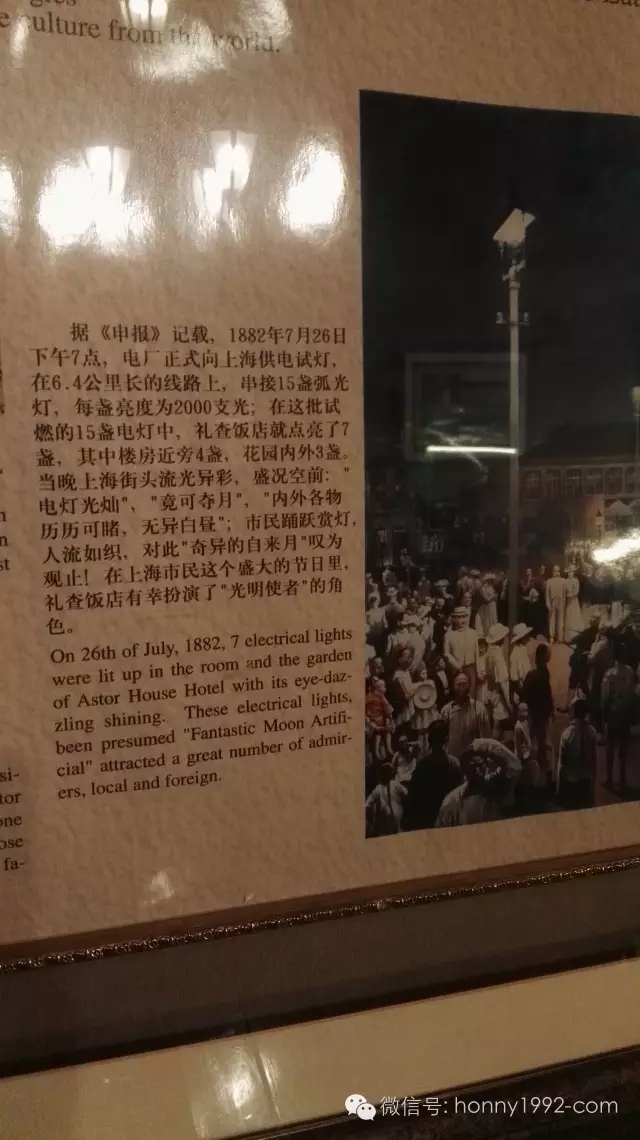 culture from the world.
据《申报》记载，1882年7月26日
下午7点，电厂正式向上海供电试灯，
在6.4公里长的线路上，串接15盏弧光
灯，每盏亮度为2000支光；在这批试
燃的15盏电灯中，礼查饭店就点亮了7
盏，其中楼房近旁4盏，花园内外3盏。
当晚上海街头流光异彩，盛况空前："
电灯光灿"，"竟可夺月"，"内外各物
历历可睹，无异白昼"；市民踊跃赏灯，
人流如织，对此"奇异的自来月"叹为
观止！在上海市民这个盛大的节日里，
礼查饭店有幸扮演了"光明使者"的角
色。
On 26th of July, 1882, 7 electrical lights
were lit up in the room and the garden
of Astor House Hotel with its eye-daz-
zling shining. These electrical lights,
been presumed "Fantastic Moon Artifi-
cial" attracted a great number of admir-
ers, local and foreign.
si-
tor
one
ose
fa-
微信号: honny1992-com